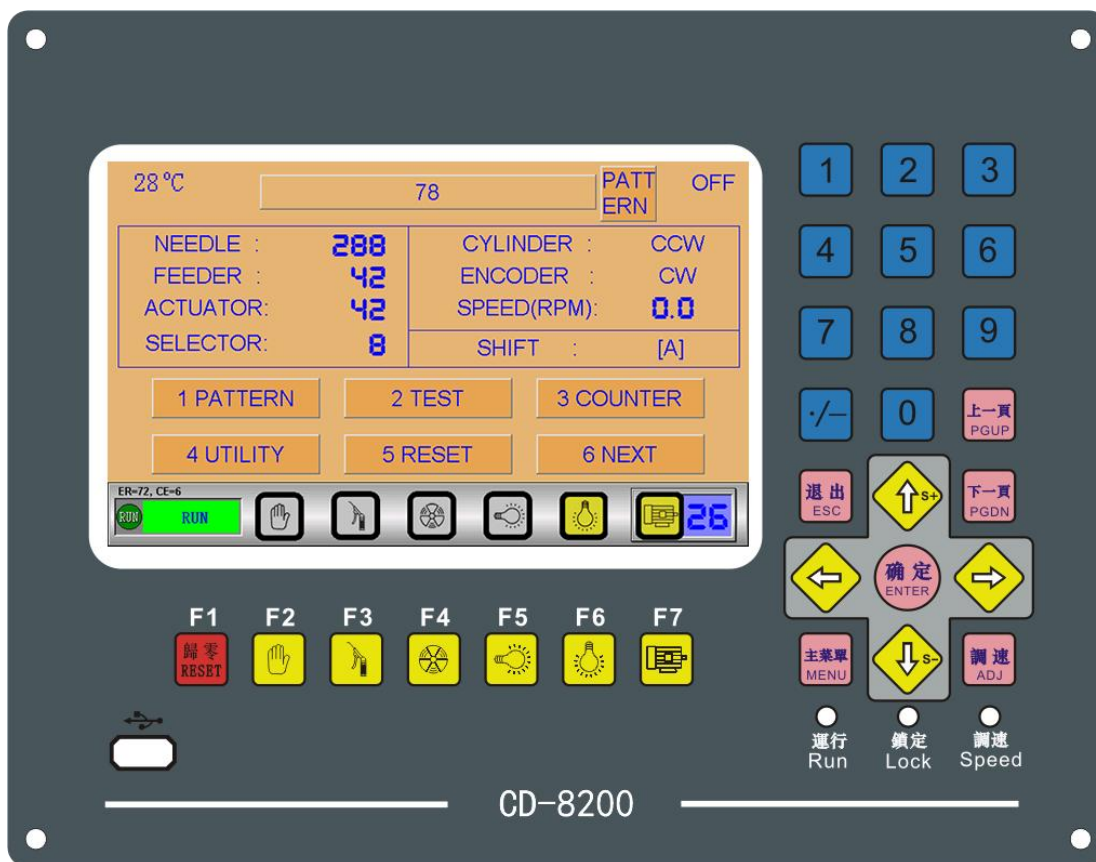 28℃
78
PATT
ERN
OFF
NEEDLE : 288
FEEDER : 42
ACTUATOR: 42
SELECTOR: 8
CYLINDER : CCW
ENCODER : CW
SPEED(RPM): 0.0
SHIFT : [A]
1 PATTERN
2 TEST
3 COUNTER
4 UTILITY
5 RESET
6 NEXT
ER=72, CE=6
RUN
RUN
26
1
2
3
4
5
6
7
8
9
·/—
0
上一頁
PGUP
退出
ESC
S+
下一頁
PGDN
确定
ENTER
主菜單
MENU
S-
調速
ADJ
F1
F2
F3
F4
F5
F6
F7
歸零
RESET
運行
Run
鎖定
Lock
調速
Speed
CD-8200